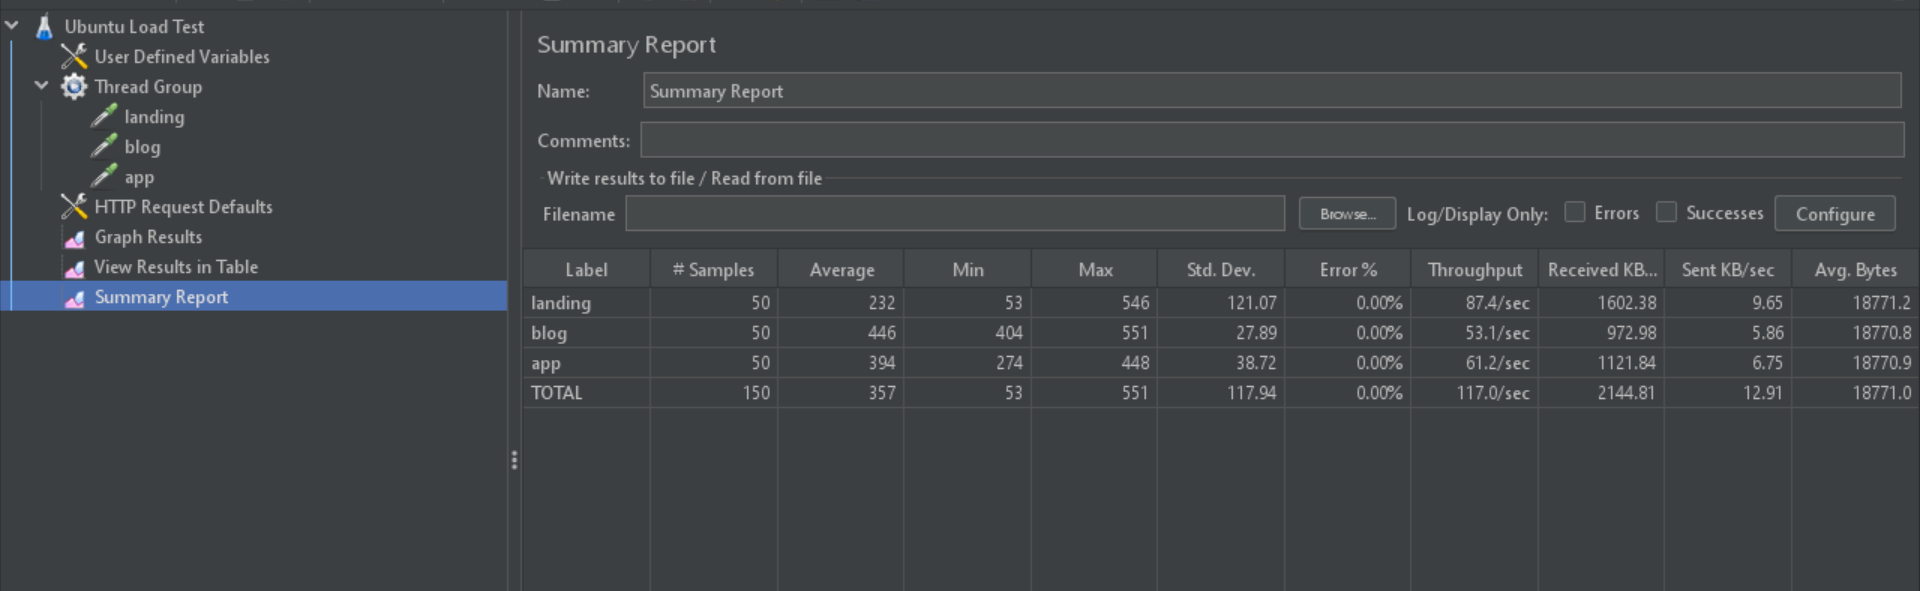 Ubuntu Load Test
User Defined Variables
Thread Group
landing
blog
app
HTTP Request Defaults
Graph Results
View Results in Table
Summary Report
Summary Report
Name: Summary Report
Comments:
Write results to file / Read from file
Filename Browse... Log/Display Only: Errors Successes Configure
Label # Samples Average Min Max Std. Dev. Error % Throughput Received KB... Sent KB/sec Avg. Bytes
landing 50 232 53 546 121.07 0.00% 87.4/sec 1602.38 9.65 18771.2
blog 50 446 404 551 27.89 0.00% 53.1/sec 972.98 5.86 18770.8
app 50 394 274 448 38.72 0.00% 61.2/sec 1121.84 6.75 18770.9
TOTAL 150 357 53 551 117.94 0.00% 117.0/sec 2144.81 12.91 18771.0